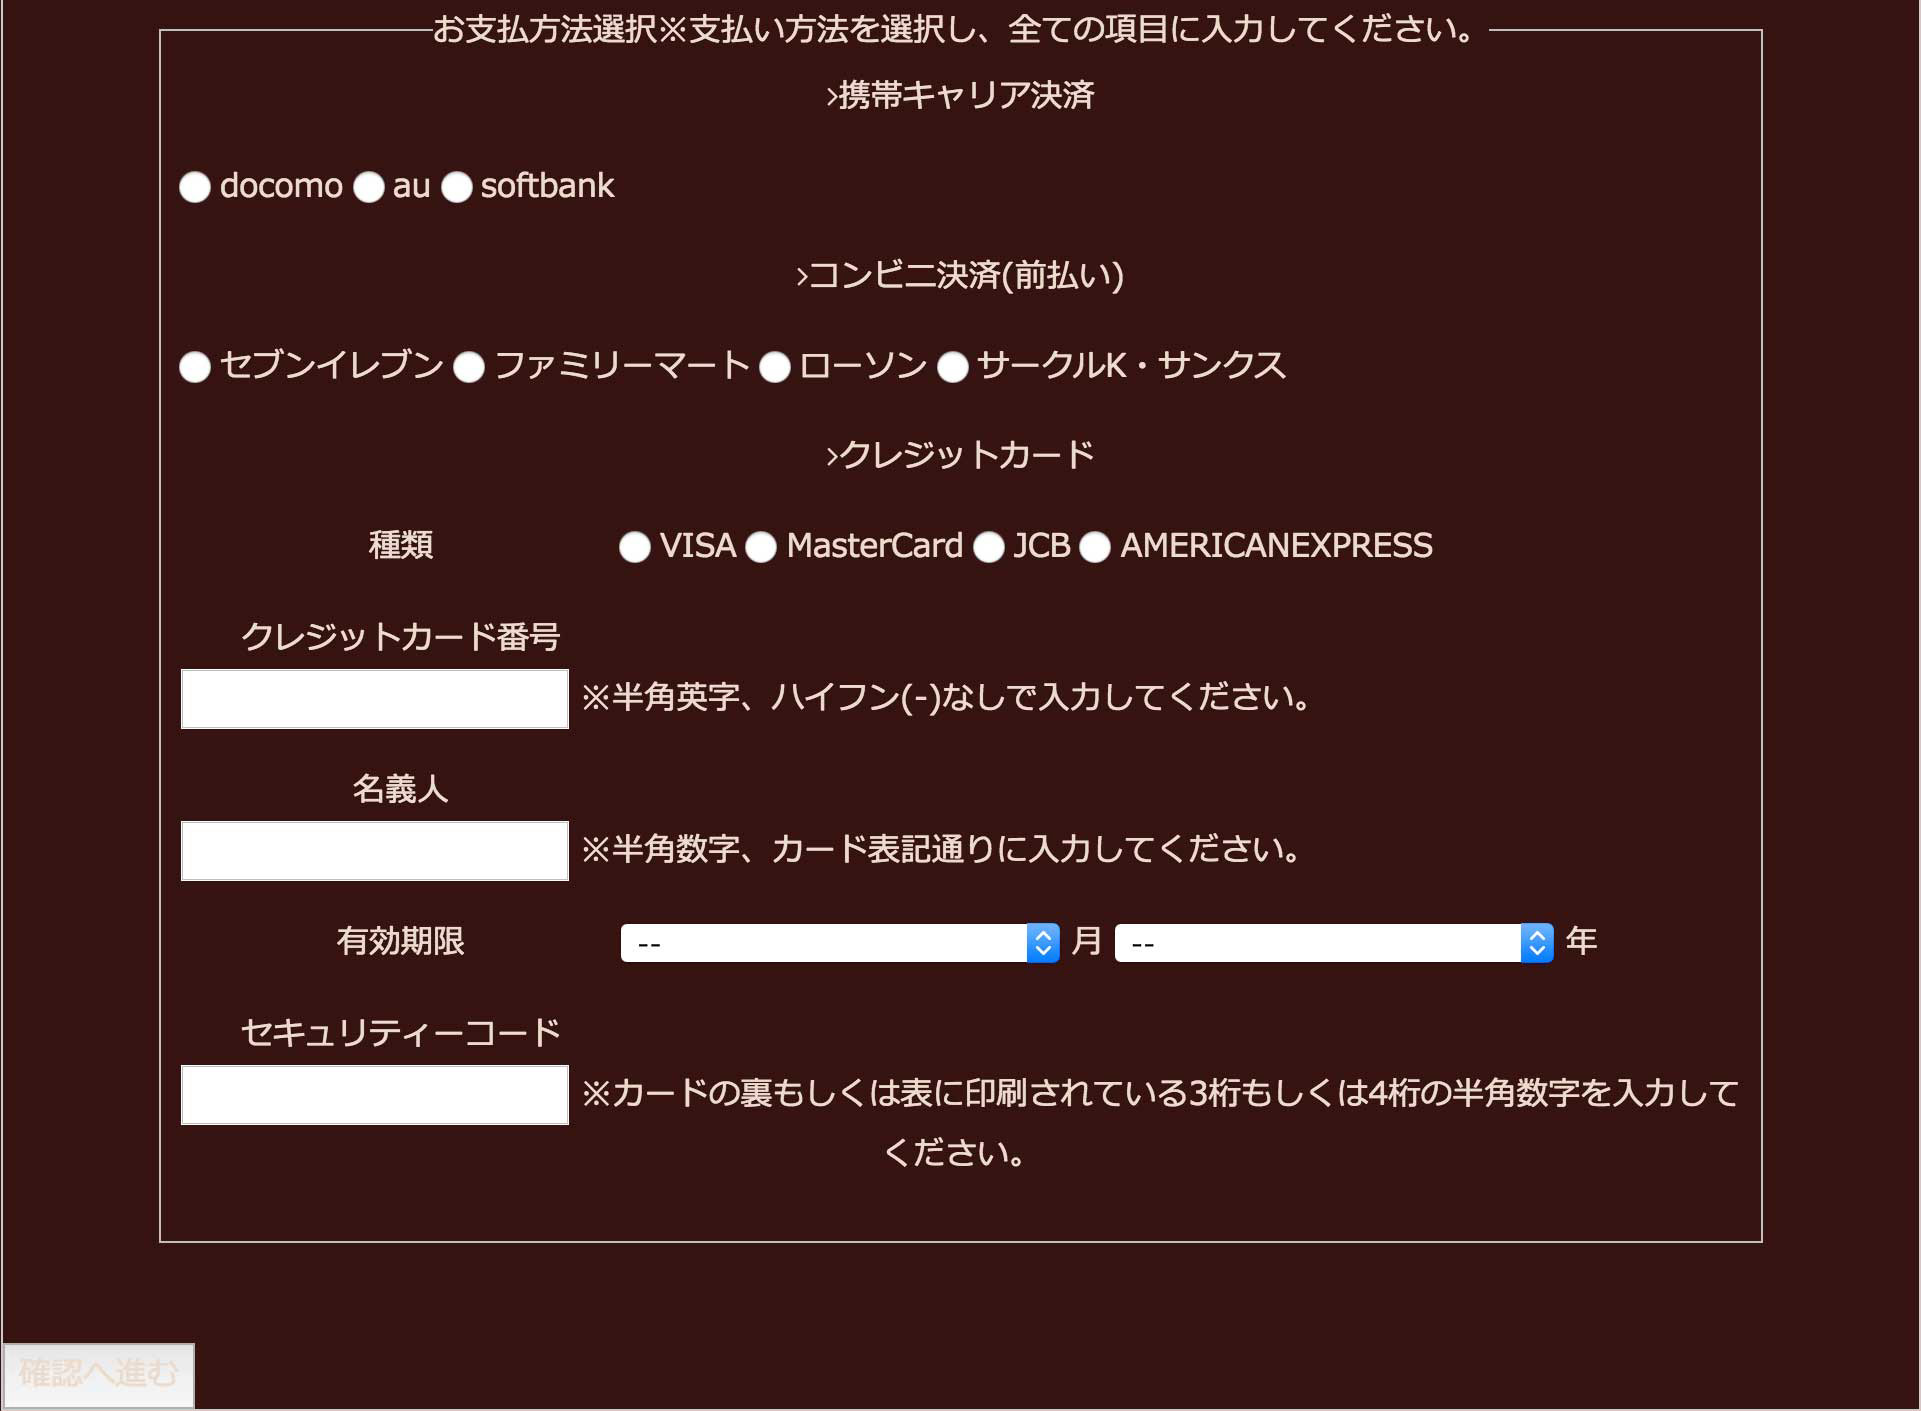 お支払方法選択※支払い方法を選択し、全ての項目に入力してください。
›携帯キャリア決済
docomo au softbank
›コンビニ決済(前払い)
セブンイレブン ファミリーマート ローソン サークルK・サンクス
›クレジットカード
種類 VISA MasterCard JCB AMERICANEXPRESS
クレジットカード番号
※半角英字、ハイフン(-)なしで入力してください。
名義人
※半角数字、カード表記通りに入力してください。
有効期限 -- 月 -- 年
セキュリティーコード
※カードの裏もしくは表に印刷されている3桁もしくは4桁の半角数字を入力して
ください。
確認へ進む